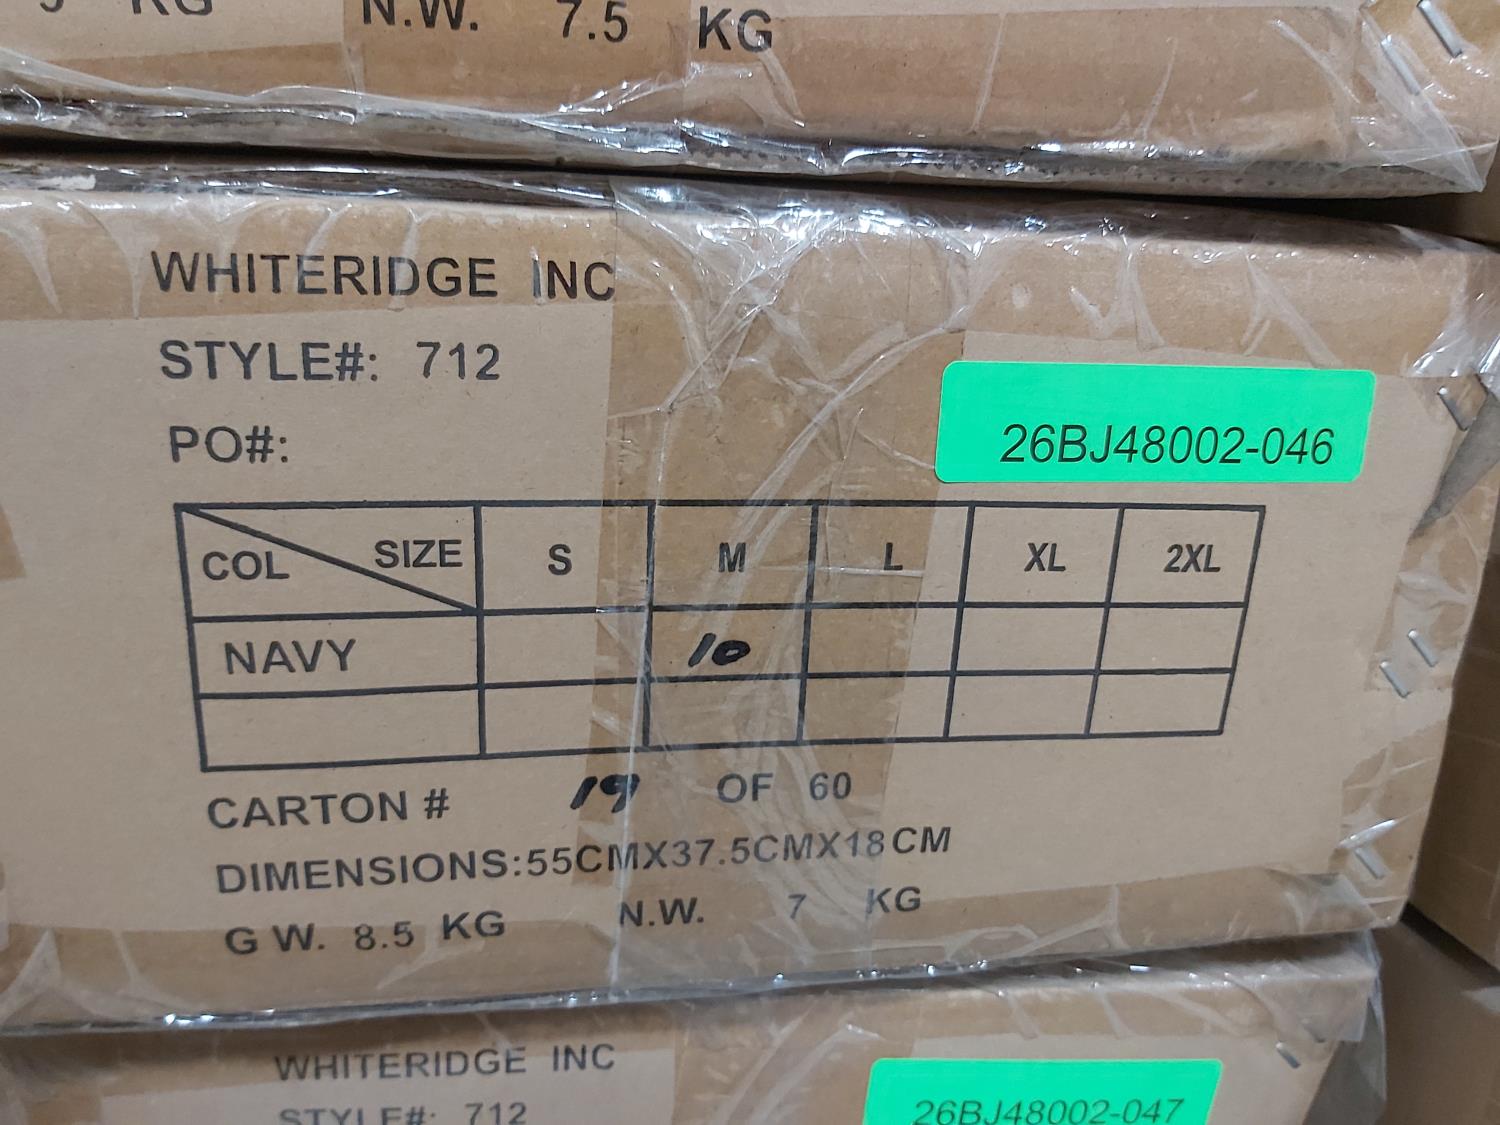 KG N.W. 7.5 KG
WHITERIDGE INC
STYLE#: 712
PO#:
26BJ48002-046
COL SIZE S M L XL 2XL
NAVY 10
CARTON # 19 OF 60
DIMENSIONS:55CMX37.5CMX18CM
G W. 8.5 KG N.W. 7 KG
WHITERIDGE INC
STYLE#: 712
26BJ48002-047